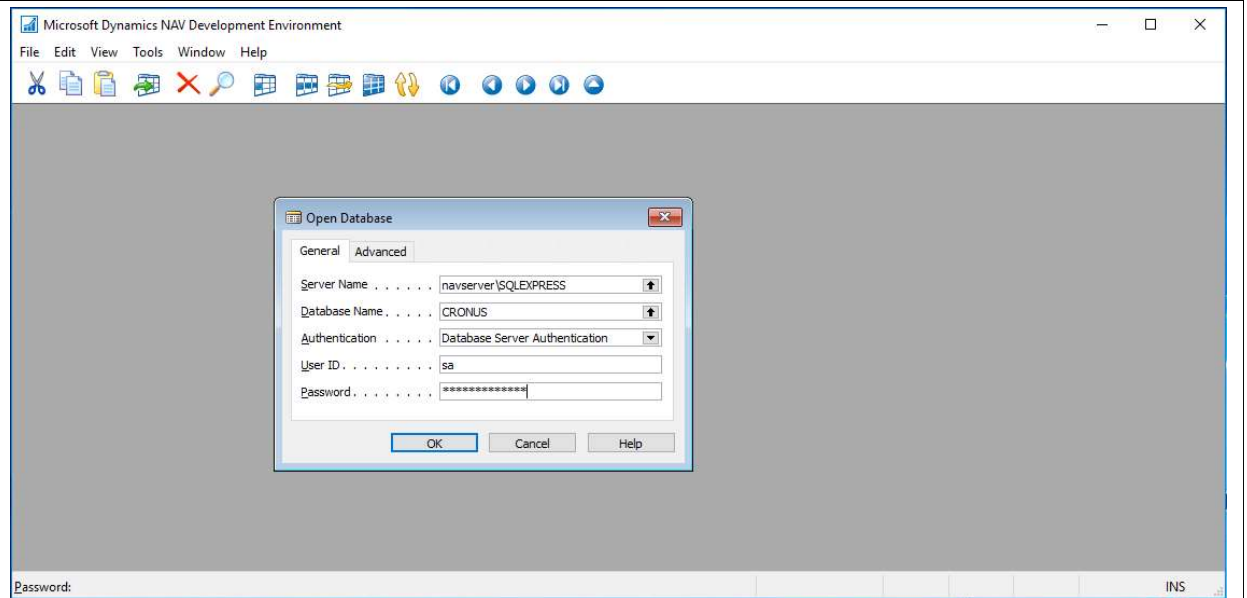 Microsoft Dynamics NAV Development Environment
File Edit View Tools Window Help
Open Database
General Advanced
Server Name . . . . . . navserver\SQLEXPRESS
Database Name . . . . . CRONUS
Authentication . . . . . Database Server Authentication
User ID . . . . . . . . . sa
Password . . . . . . . . *************
OK Cancel Help
Password: INS